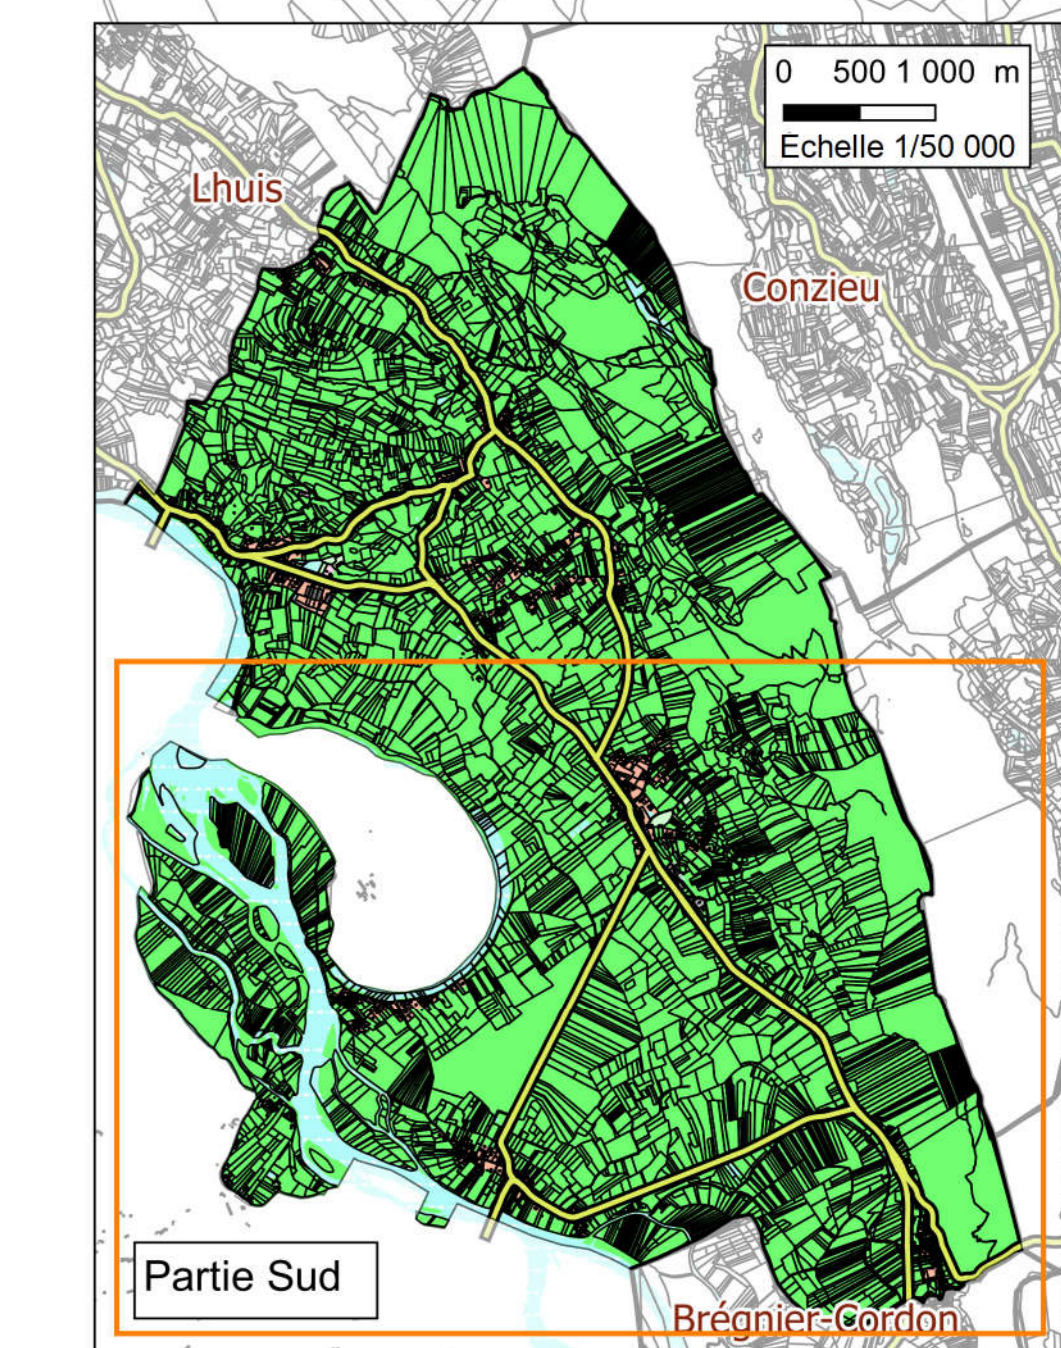 0 500 1 000 m
Echelle 1/50 000
Lhuis
Conzieu
Partie Sud
Brégnier-Cordon